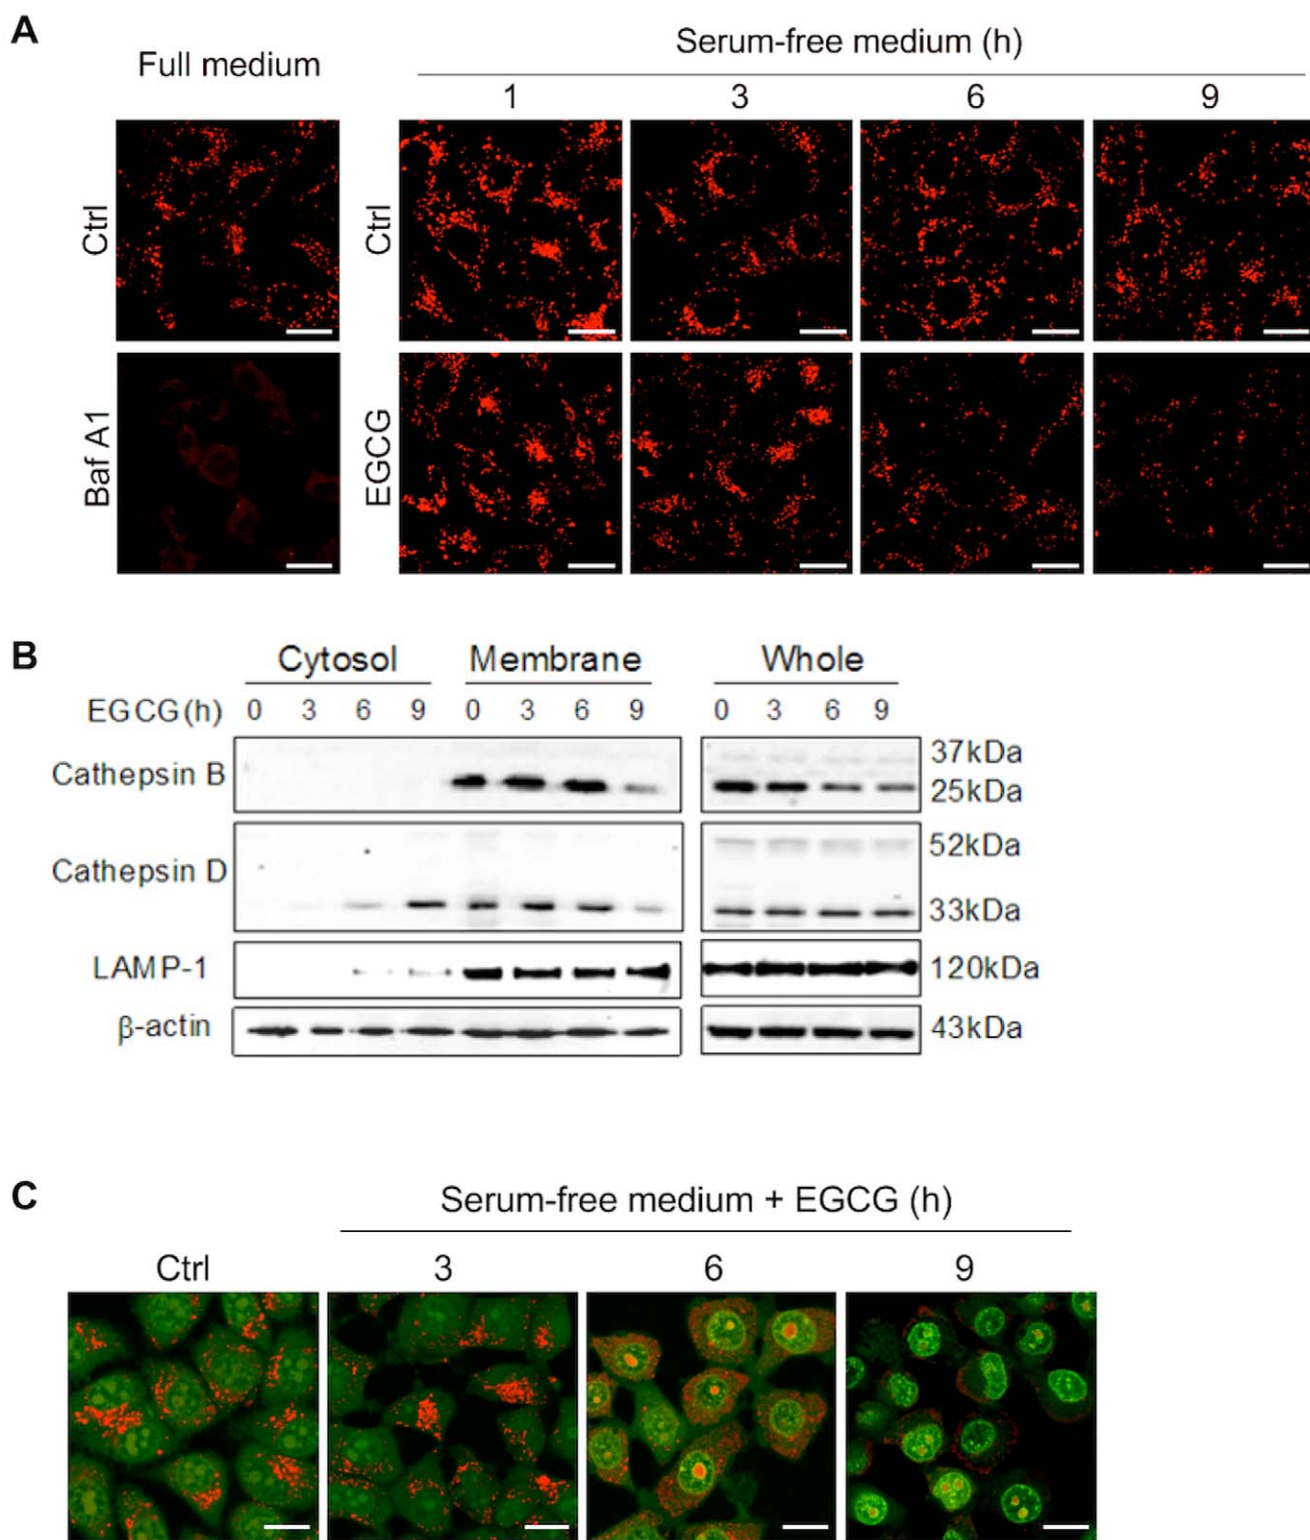 A
Full medium
Serum-free medium (h)
1 3 6 9
Ctrl
Ctrl
Baf A1
EGCG
B
Cytosol Membrane Whole
EGCG(h) 0 3 6 9 0 3 6 9 0 3 6 9
Cathepsin B
37kDa
25kDa
Cathepsin D
52kDa
33kDa
LAMP-1 120kDa
β-actin 43kDa
C
Serum-free medium + EGCG (h)
Ctrl 3 6 9